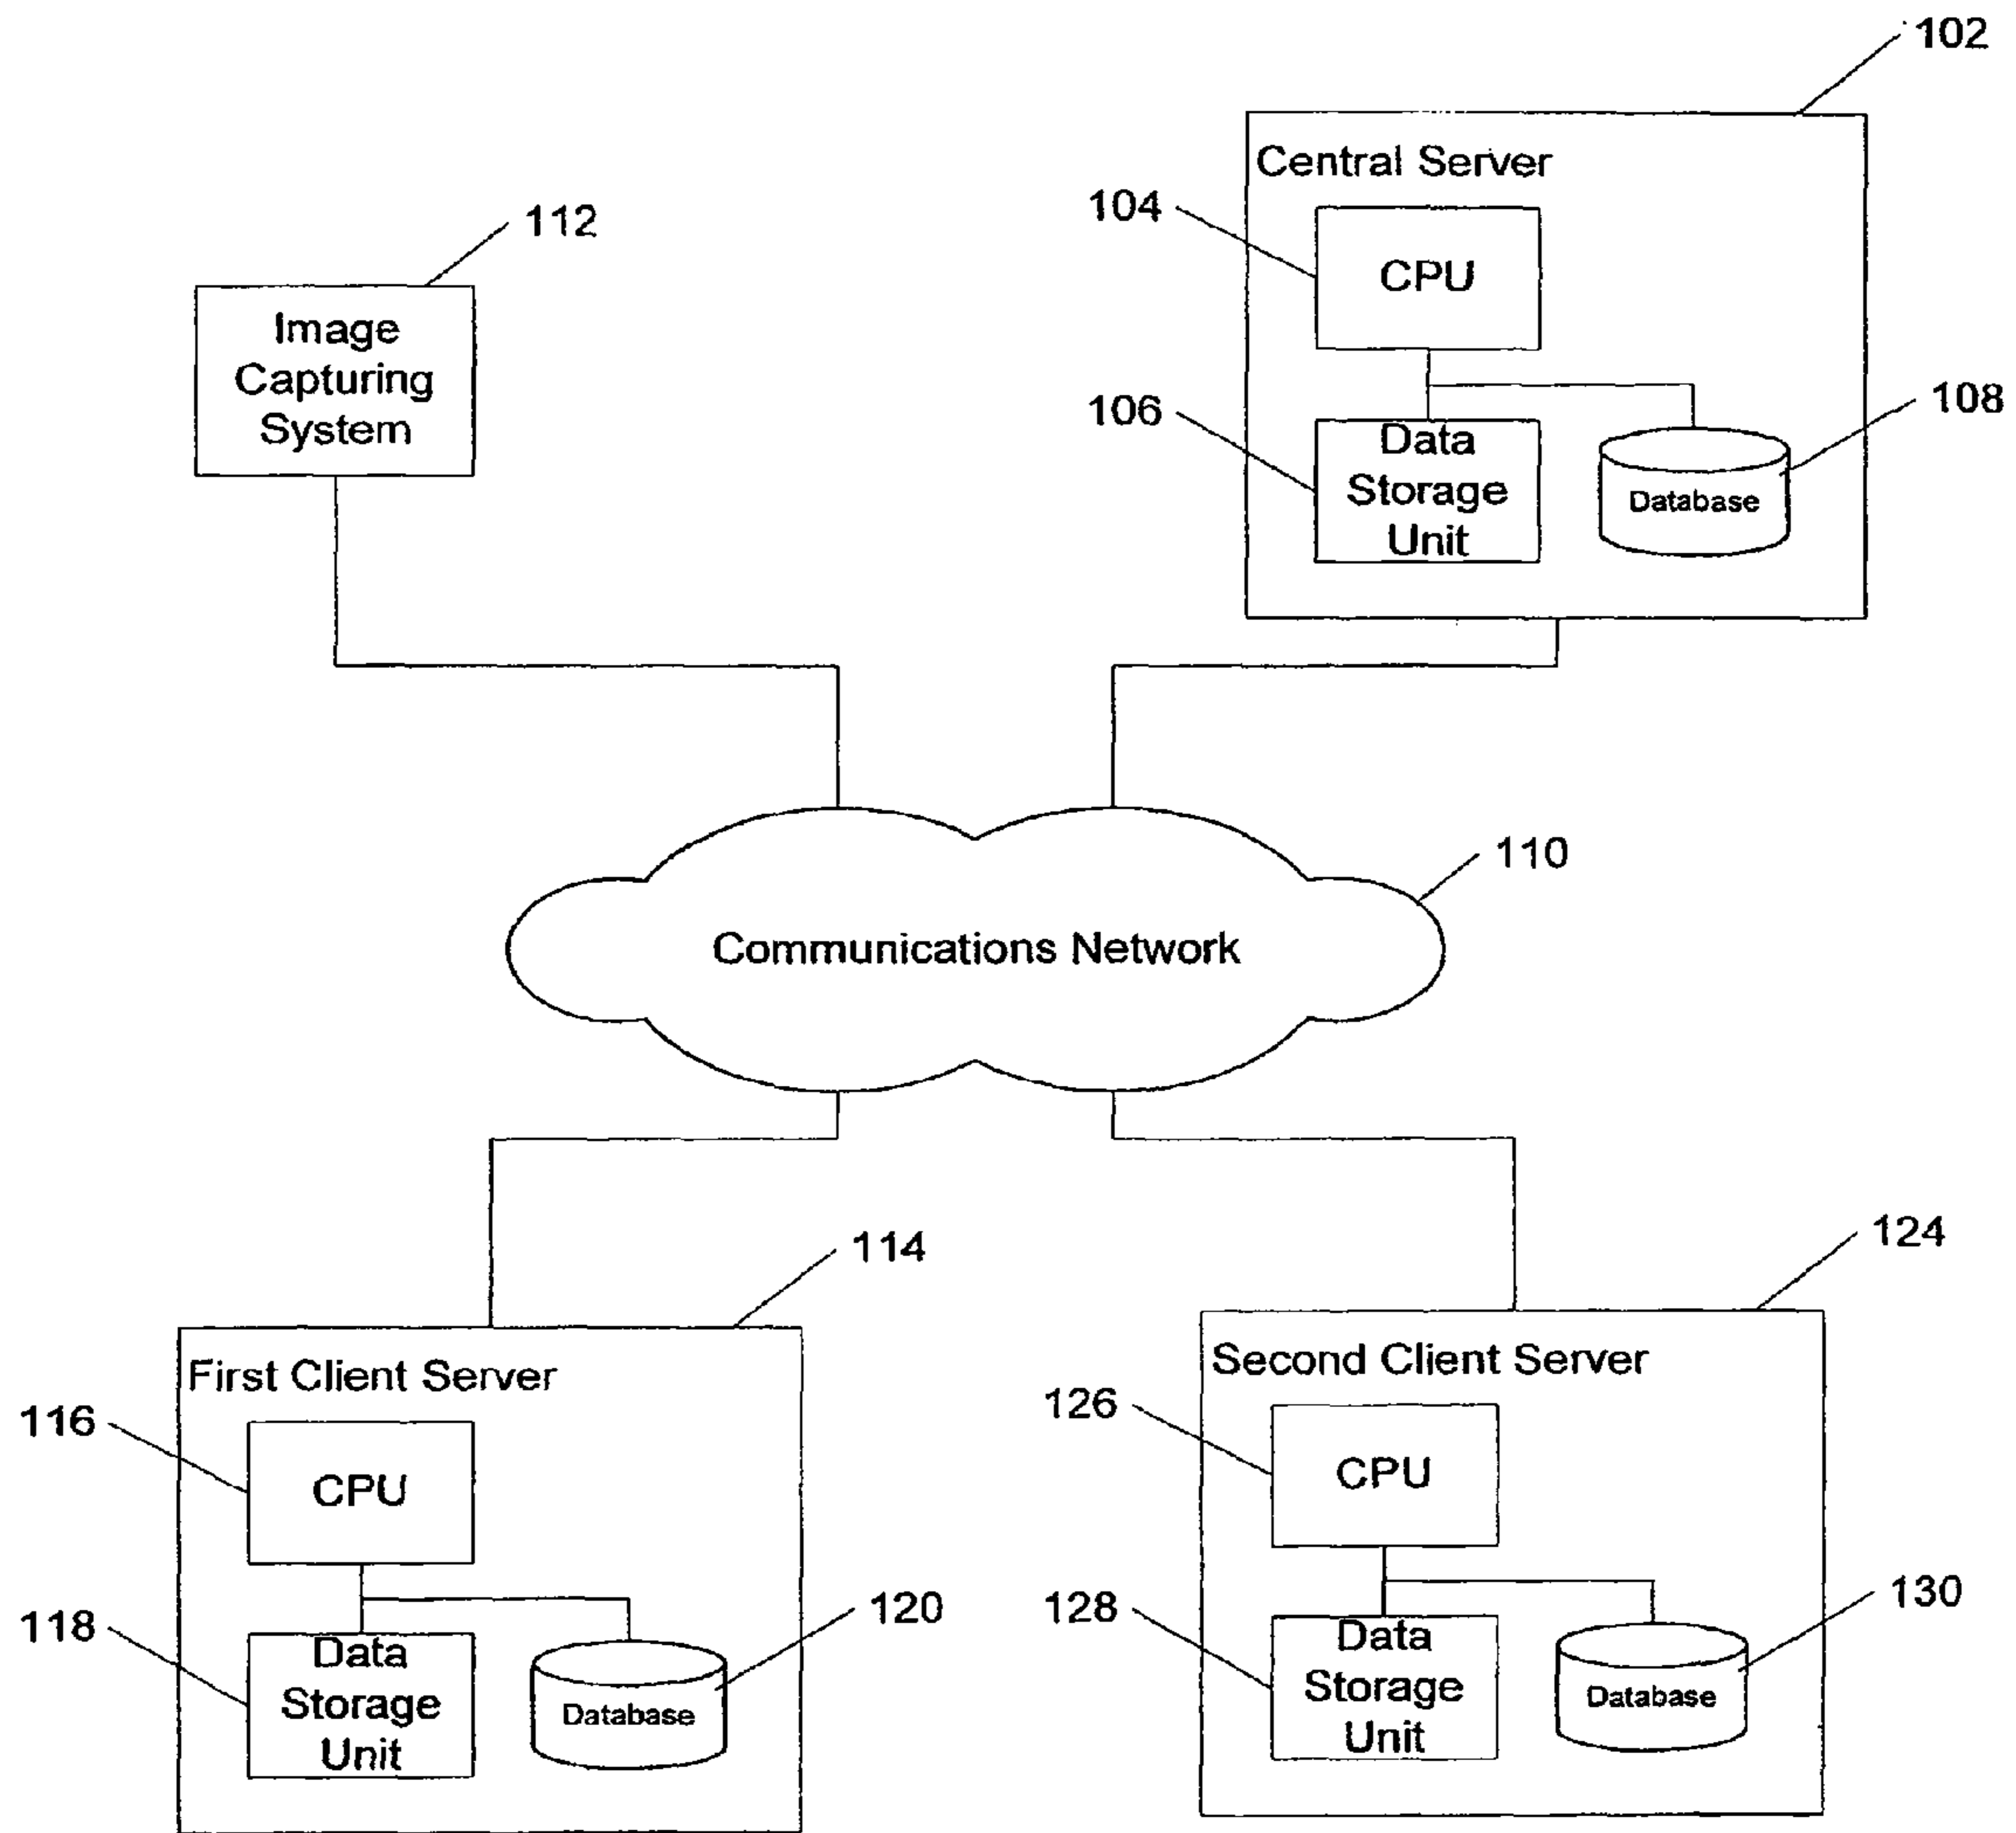 102
Central Server
104
CPU
112
Image
Capturing
System
106
Data
Storage
Unit
108
Database
110
Communications Network
114
First Client Server
116
CPU
118
Data
Storage
Unit
120
Database
124
Second Client Server
126
CPU
128
Data
Storage
Unit
130
Database